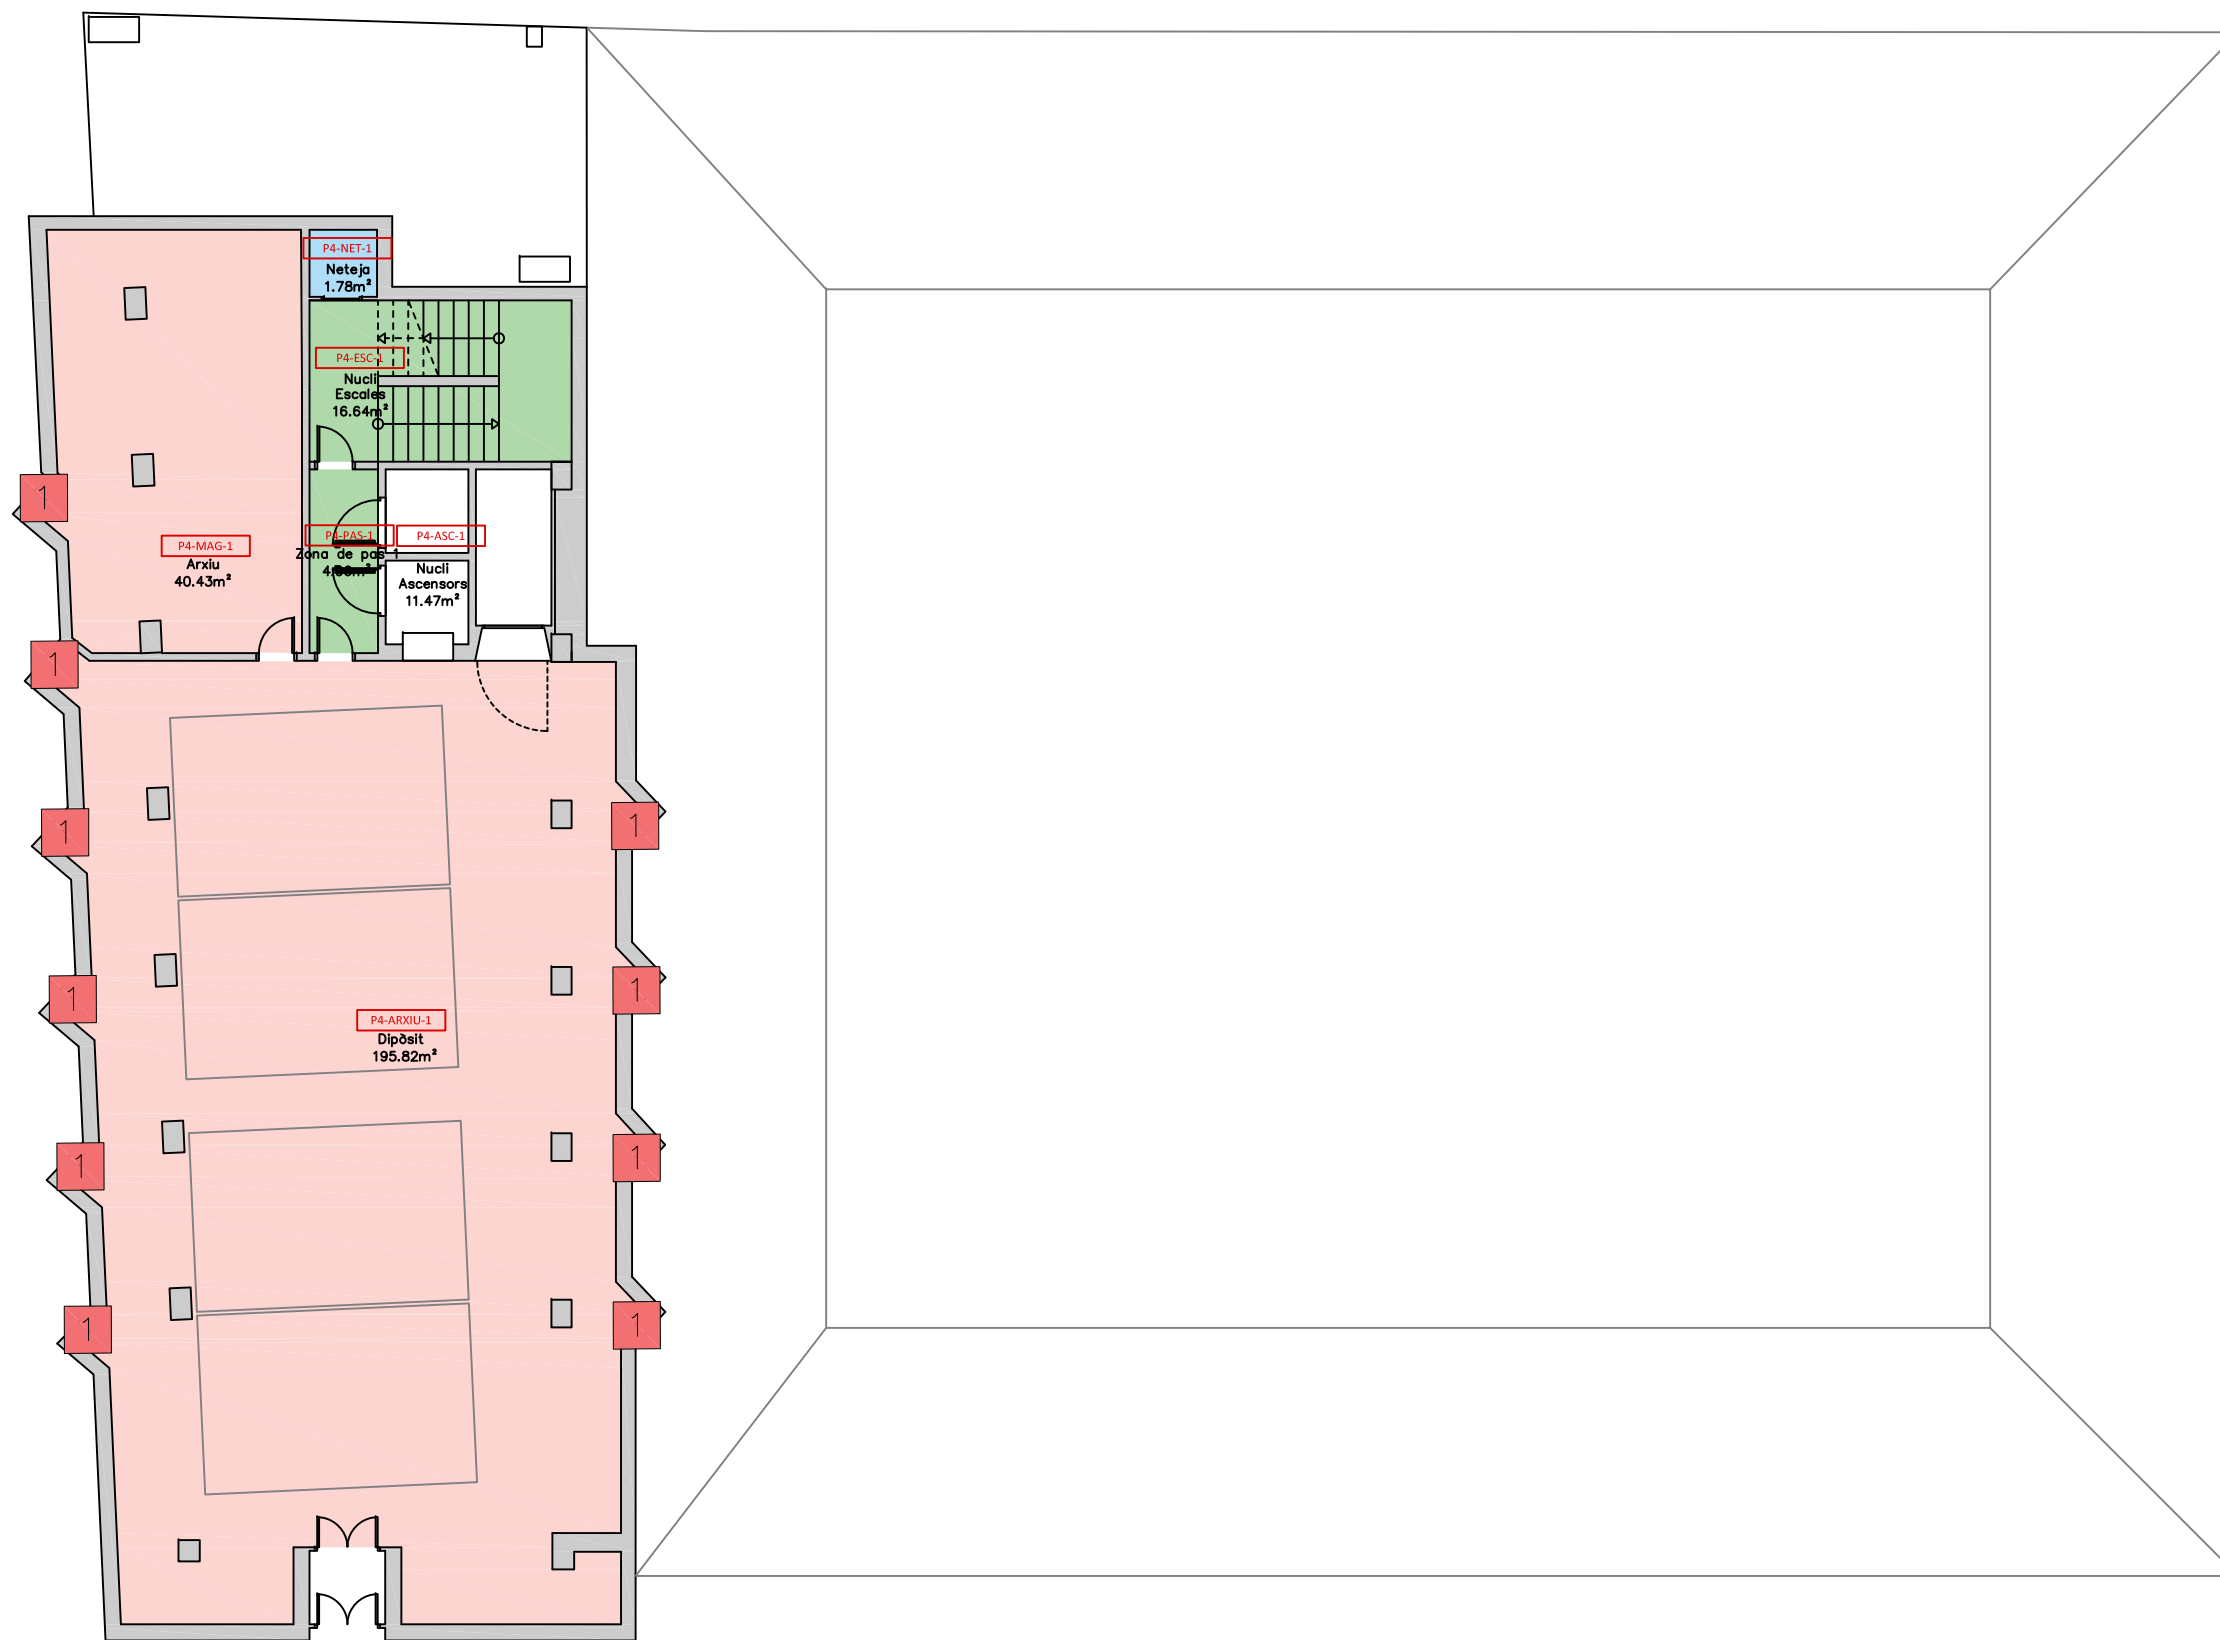 P4-NET-1
Neteja
1.78m²
P4-ESC-1
Nucli
Escales
16.64m²
1
P4-MAG-1
Arxiu
40.43m²
P4-PAS-1
Zona de pas 1
P4-ASC-1
Nucli
Ascensors
11.47m²
1
1
1
1
1
P4-ARXIU-1
Dipòsit
195.82m²
1
1
1
1